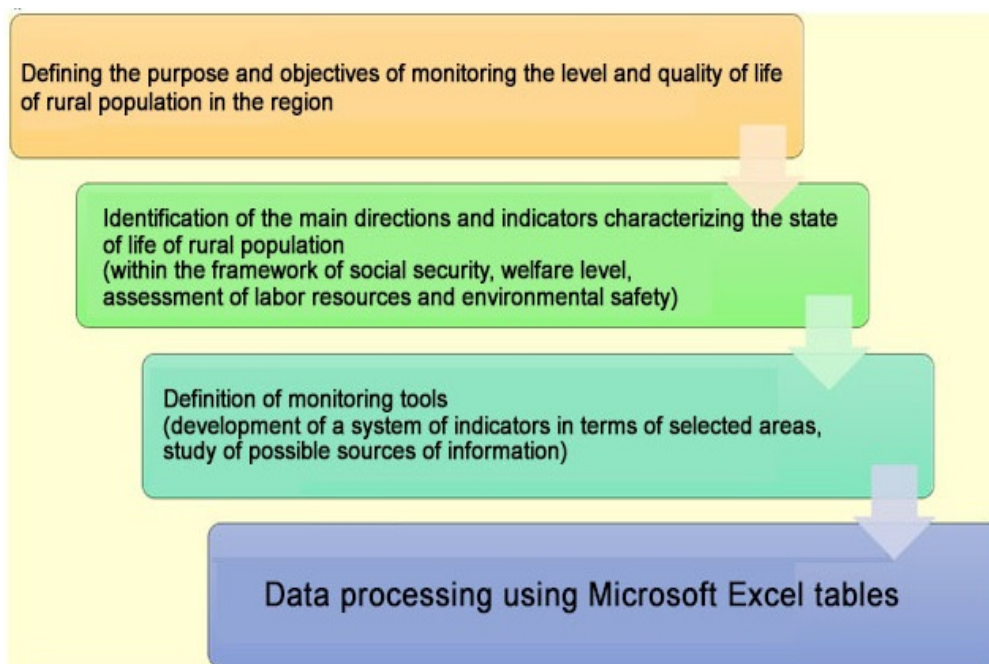 Defining the purpose and objectives of monitoring the level and quality of life
of rural population in the region
Identification of the main directions and indicators characterizing the state
of life of rural population
(within the framework of social security, welfare level,
assessment of labor resources and environmental safety)
Definition of monitoring tools
(development of a system of indicators in terms of selected areas,
study of possible sources of information)
Data processing using Microsoft Excel tables